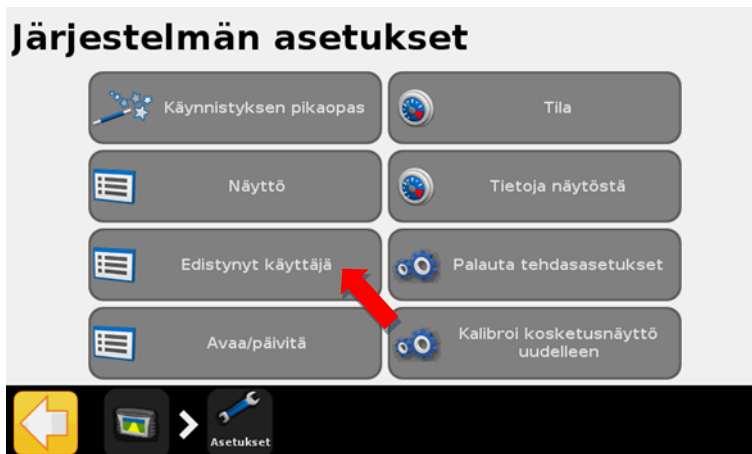 Järjestelmän asetukset
Käynnistyksen pikaopas
Tila
Näyttö
Tietoja näytöstä
Edistynyt käyttäjä
Palauta tehdasasetukset
Avaa/päivitä
Kalibroi kosketusnäyttö
uudelleen
Asetukset